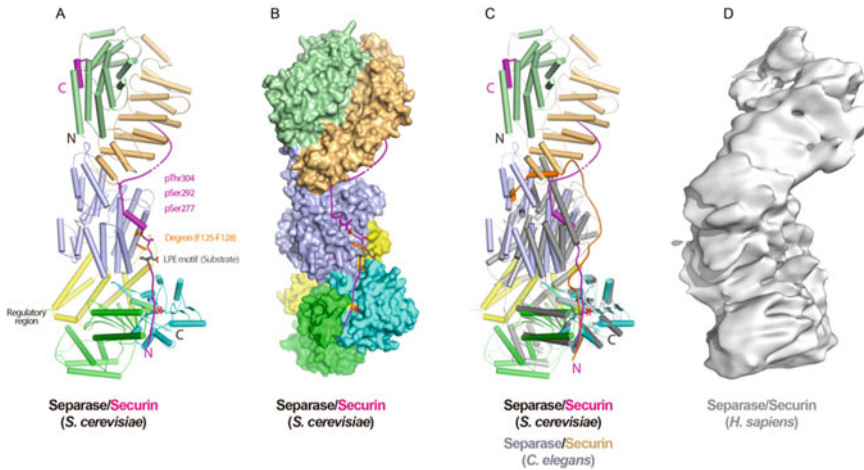 A
B
C
D
C
N
pThr304
pSer292
pSer277
Degron (F125-F128)
LPE motif (Substrate)
Regulatory
region
C
N
Separase/Securin
(S. cerevisiae)
Separase/Securin
(S. cerevisiae)
C
N
C
N
Separase/Securin
(S. cerevisiae)
Separase/Securin
(C. elegans)
Separase/Securin
(H. sapiens)